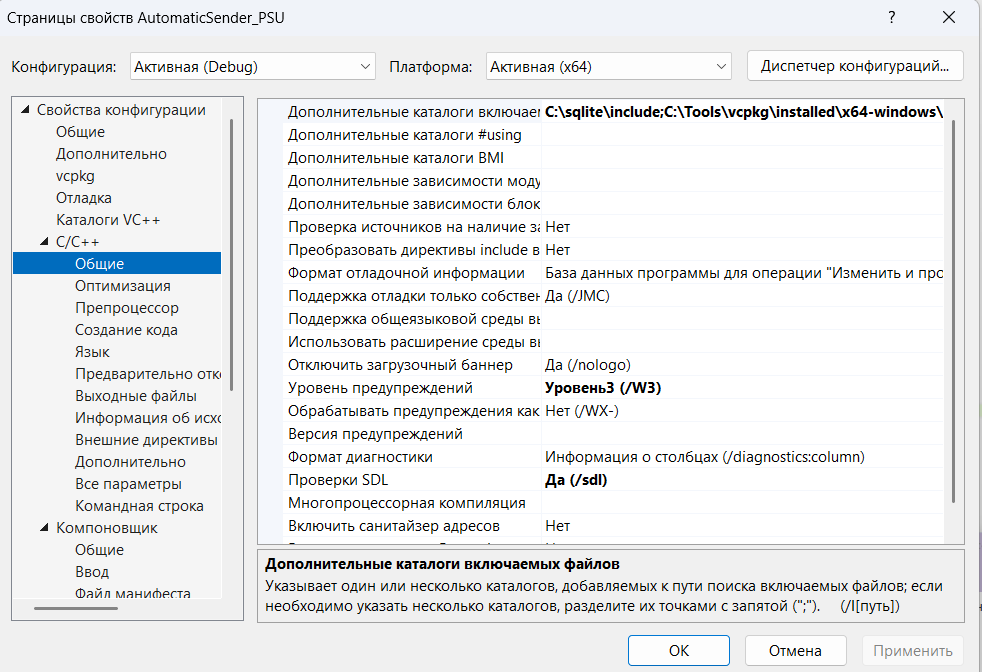 Страницы свойств AutomaticSender_PSU
?
Конфигурация: Активная (Debug) Платформа: Активная (x64) Диспетчер конфигураций...
Свойства конфигурации
Общие
Дополнительно
vcpkg
Отладка
Каталоги VC++
C/C++
Общие
Оптимизация
Препроцессор
Создание кода
Язык
Предварительно отко
Выходные файлы
Информация об исхо
Внешние директивы
Дополнительно
Все параметры
Командная строка
Компоновщик
Общие
Ввод
Файл манифеста
Дополнительные каталоги включаем C:\sqlite\include;C:\Tools\vcpkg\installed\x64-windows\
Дополнительные каталоги #using
Дополнительные каталоги BMI
Дополнительные зависимости моду
Дополнительные зависимости блок
Проверка источников на наличие за Нет
Преобразовать директивы include в Нет
Формат отладочной информации База данных программы для операции "Изменить и про
Поддержка отладки только собствен Да (/JMC)
Поддержка общеязыковой среды вы
Использовать расширение среды вы
Отключить загрузочный баннер Да (/nologo)
Уровень предупреждений Уровень3 (/W3)
Обрабатывать предупреждения как Нет (/WX-)
Версия предупреждений
Формат диагностики Информация о столбцах (/diagnostics:column)
Проверки SDL Да (/sdl)
Многопроцессорная компиляция
Включить санитайзер адресов Нет
Дополнительные каталоги включаемых файлов
Указывает один или несколько каталогов, добавляемых к пути поиска включаемых файлов; если
необходимо указать несколько каталогов, разделите их точками с запятой (";"). (/I[путь])
ОК Отмена Применить